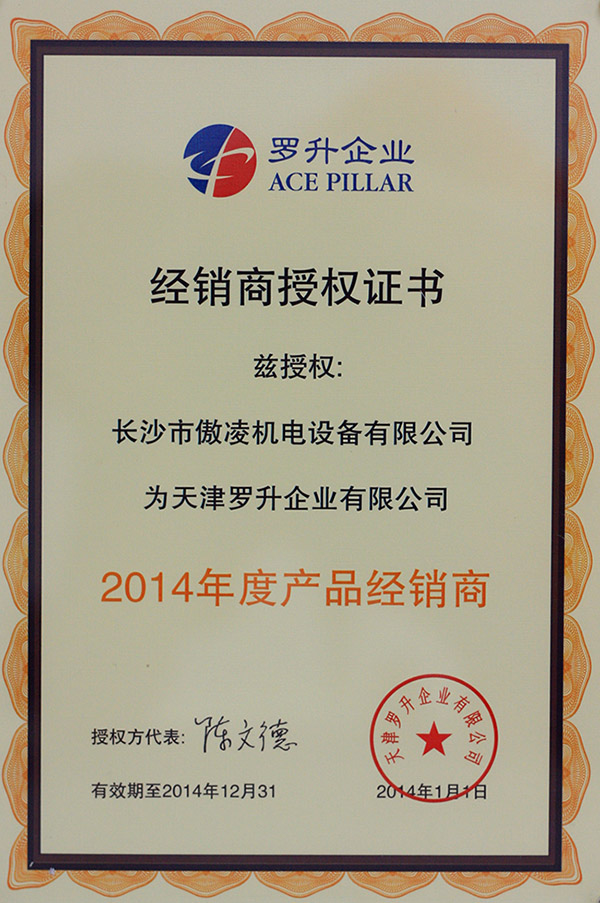 罗升企业
ACE PILLAR
经销商授权证书
兹授权:
长沙市傲凌机电设备有限公司
为天津罗升企业有限公司
2014年度产品经销商
授权方代表: 陈文德
天津罗升企业有限公司
有效期至2014年12月31
2014年1月1日